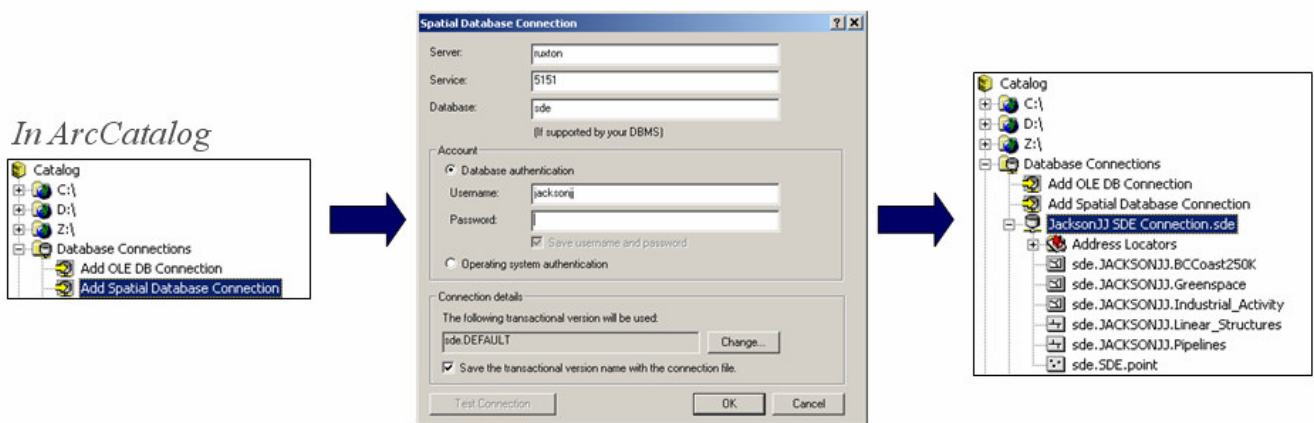 In ArcCatalog
Catalog
C:\
D:\
Z:\
Database Connections
Add OLE DB Connection
Add Spatial Database Connection
Spatial Database Connection
Server:
ruxton
Service:
5151
Database:
sde
(If supported by your DBMS)
Account
Database authentication
Username:
jacksonjj
Password:
Save username and password
Operating system authentication
Connection details
The following transactional version will be used:
sde.DEFAULT
Change...
Save the transactional version name with the connection file.
Test Connection
OK
Cancel
Catalog
C:\
D:\
Z:\
Database Connections
Add OLE DB Connection
Add Spatial Database Connection
JacksonJJ SDE Connection.sde
Address Locators
sde.JACKSONJJ.BCCoast250K
sde.JACKSONJJ.Greenspace
sde.JACKSONJJ.Industrial_Activity
sde.JACKSONJJ.Linear_Structures
sde.JACKSONJJ.Pipelines
sde.SDE.point